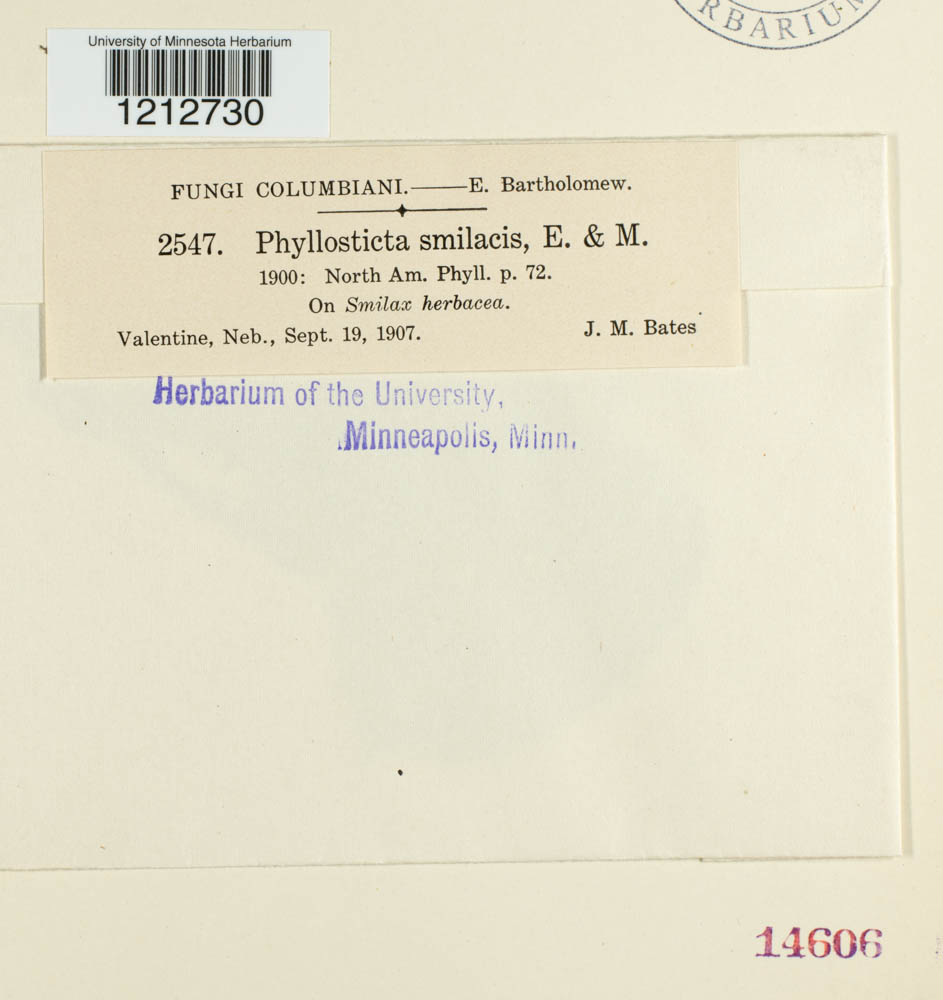 RBARIUM
University of Minnesota Herbarium
1212730
FUNGI COLUMBIANI.——E. Bartholomew.
2547. Phyllosticta smilacis, E. & M.
1900: North Am. Phyll. p. 72.
On Smilax herbacea.
Valentine, Neb., Sept. 19, 1907. J. M. Bates
Herbarium of the University,
Minneapolis, Minn.
14606